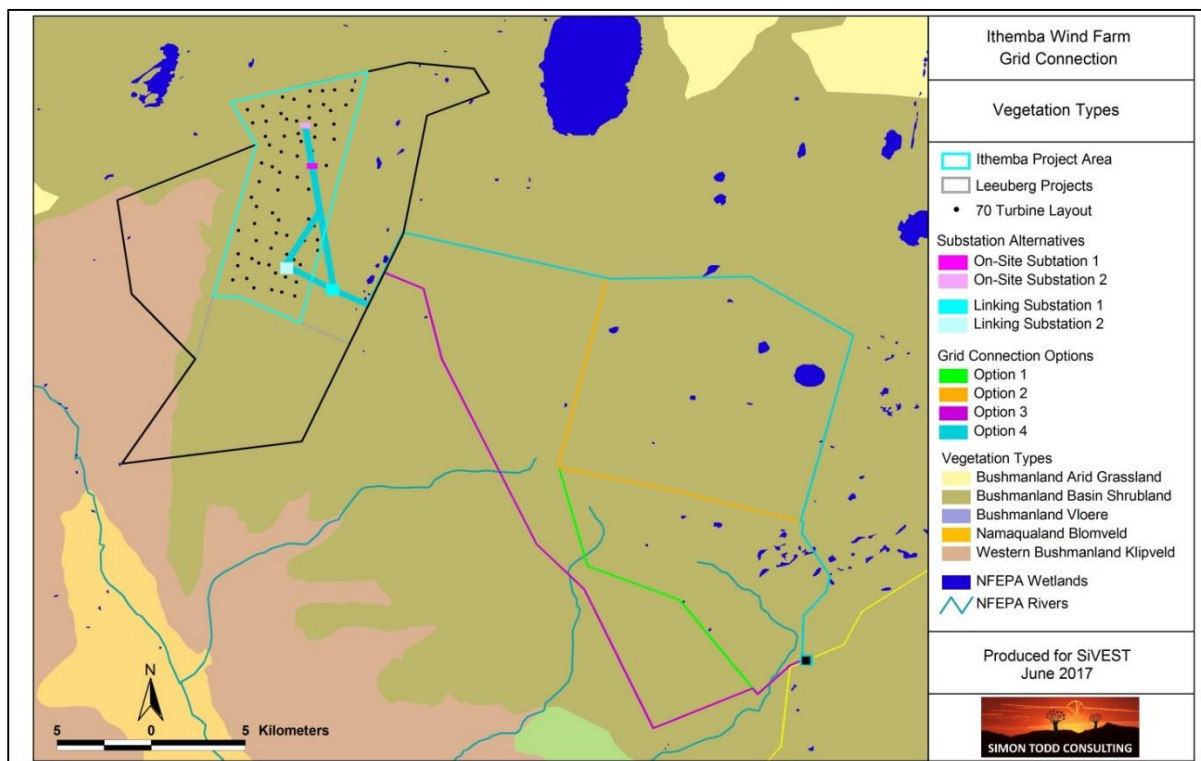 Ithemba Wind Farm
Grid Connection
Vegetation Types
Ithemba Project Area
Leeuberg Projects
70 Turbine Layout
Substation Alternatives
On-Site Subtation 1
On-Site Substation 2
Linking Substation 1
Linking Substation 2
Grid Connection Options
Option 1
Option 2
Option 3
Option 4
Vegetation Types
Bushmanland Arid Grassland
Bushmanland Basin Shrubland
Bushmanland Vloere
Namaqualand Blomveld
Western Bushmanland Klipveld
NFEPA Wetlands
NFEPA Rivers
N
5 0 5 Kilometers
Produced for SiVEST
June 2017
SIMON TODD CONSULTING